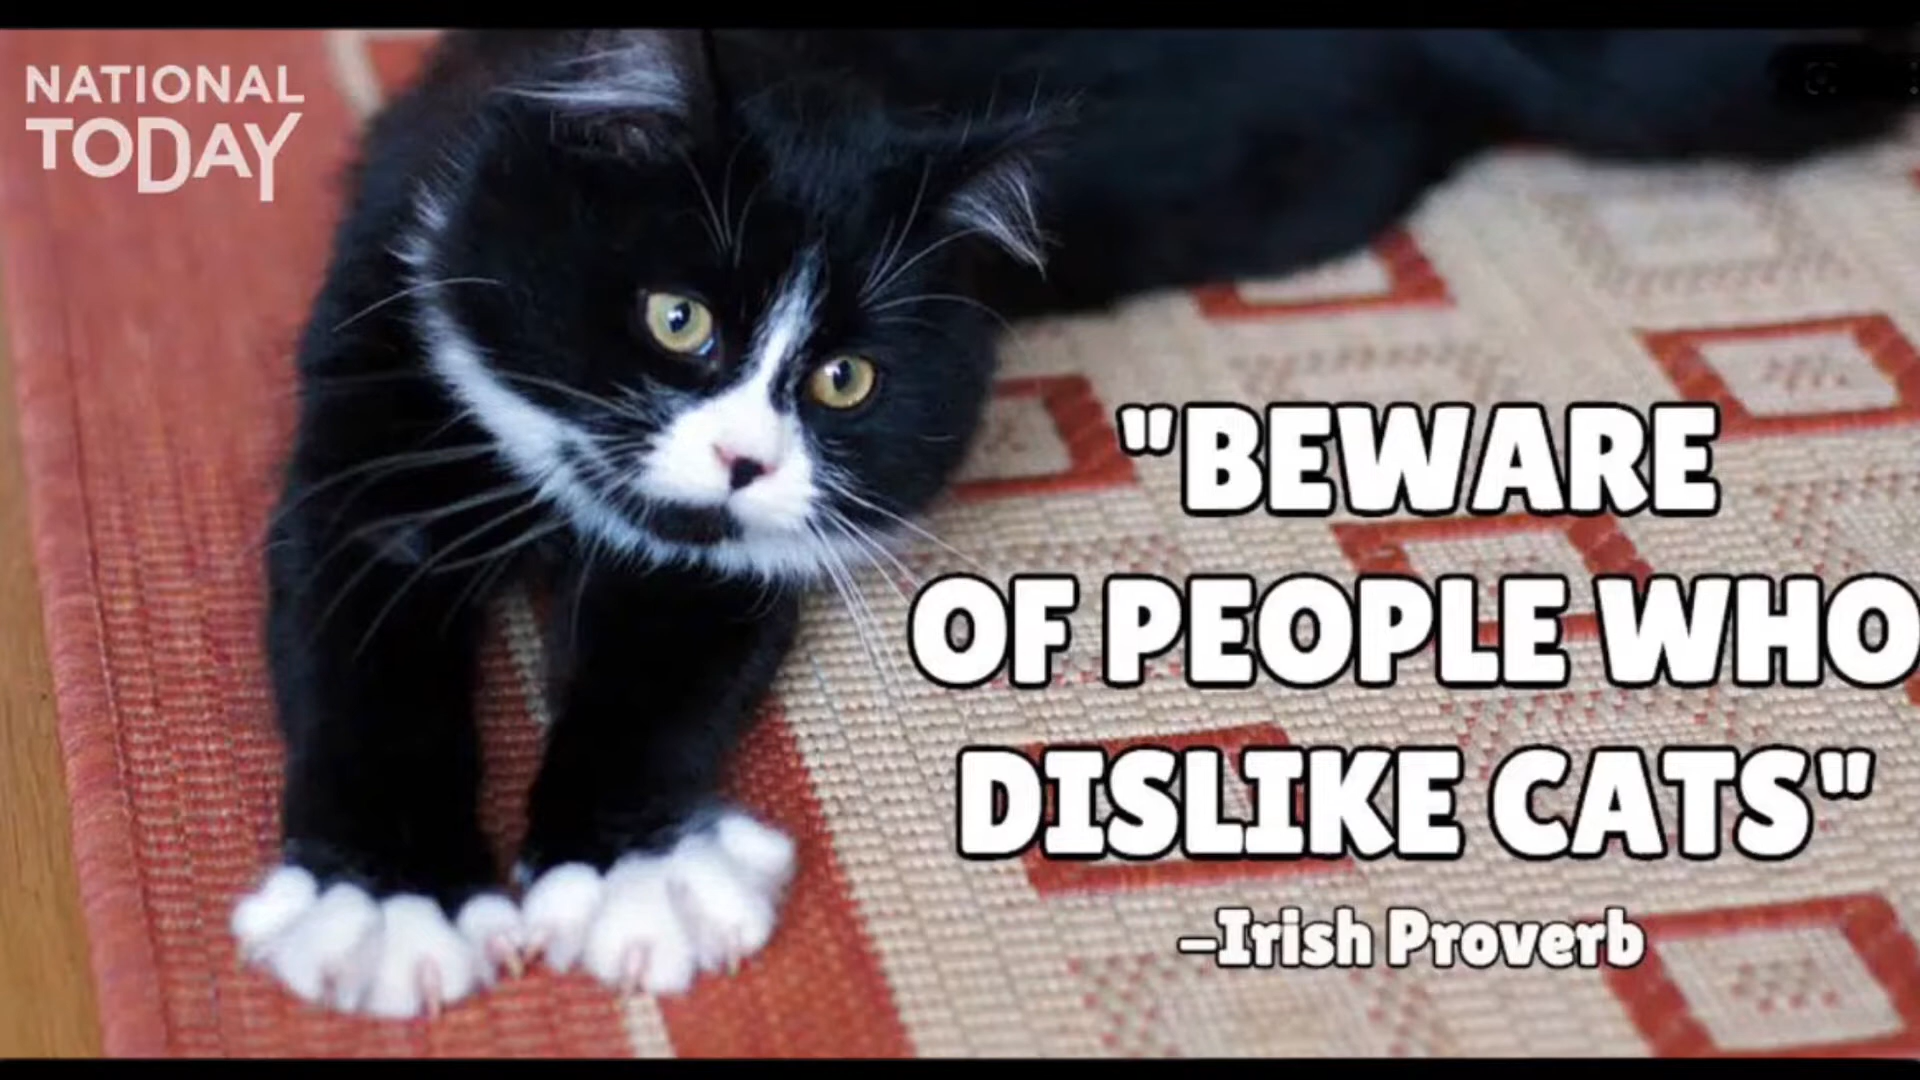 NATIONAL
TODAY
"BEWARE
OF PEOPLE WHO
DISLIKE CATS"
–Irish Proverb